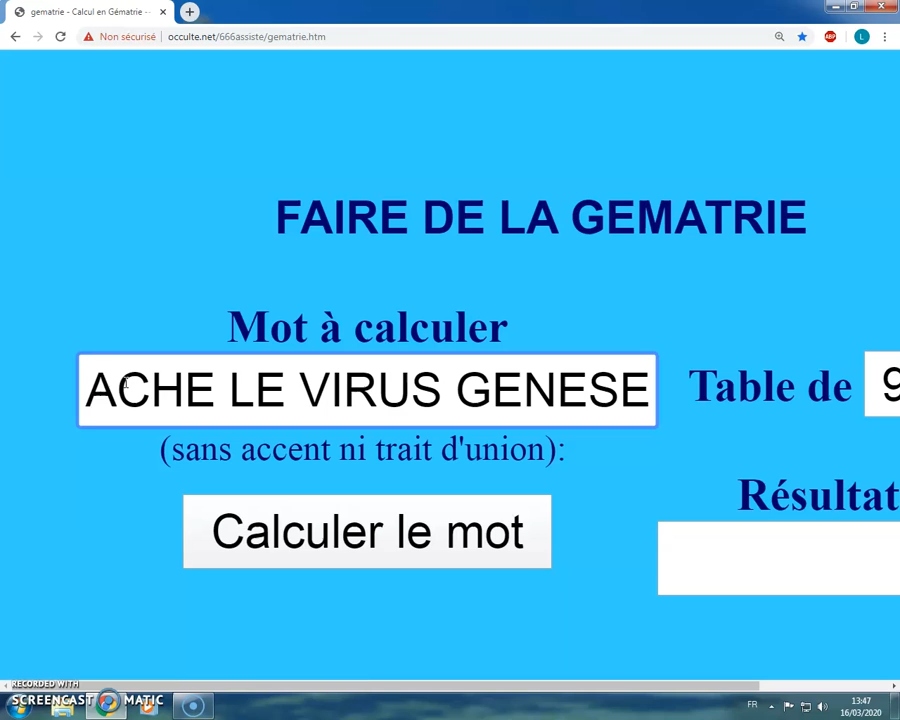 gematrie - Calcul en Gématrie -
Non sécurisé
occulte.net/666assiste/gematrie.htm
ABP
L
FAIRE DE LA GEMATRIE
Mot à calculer
ACHE LE VIRUS GENESE
Table de 9
(sans accent ni trait d'union):
Résultat
Calculer le mot
RECORDED WITH
SCREENCAST MATIC
FR
13:47
16/03/2020